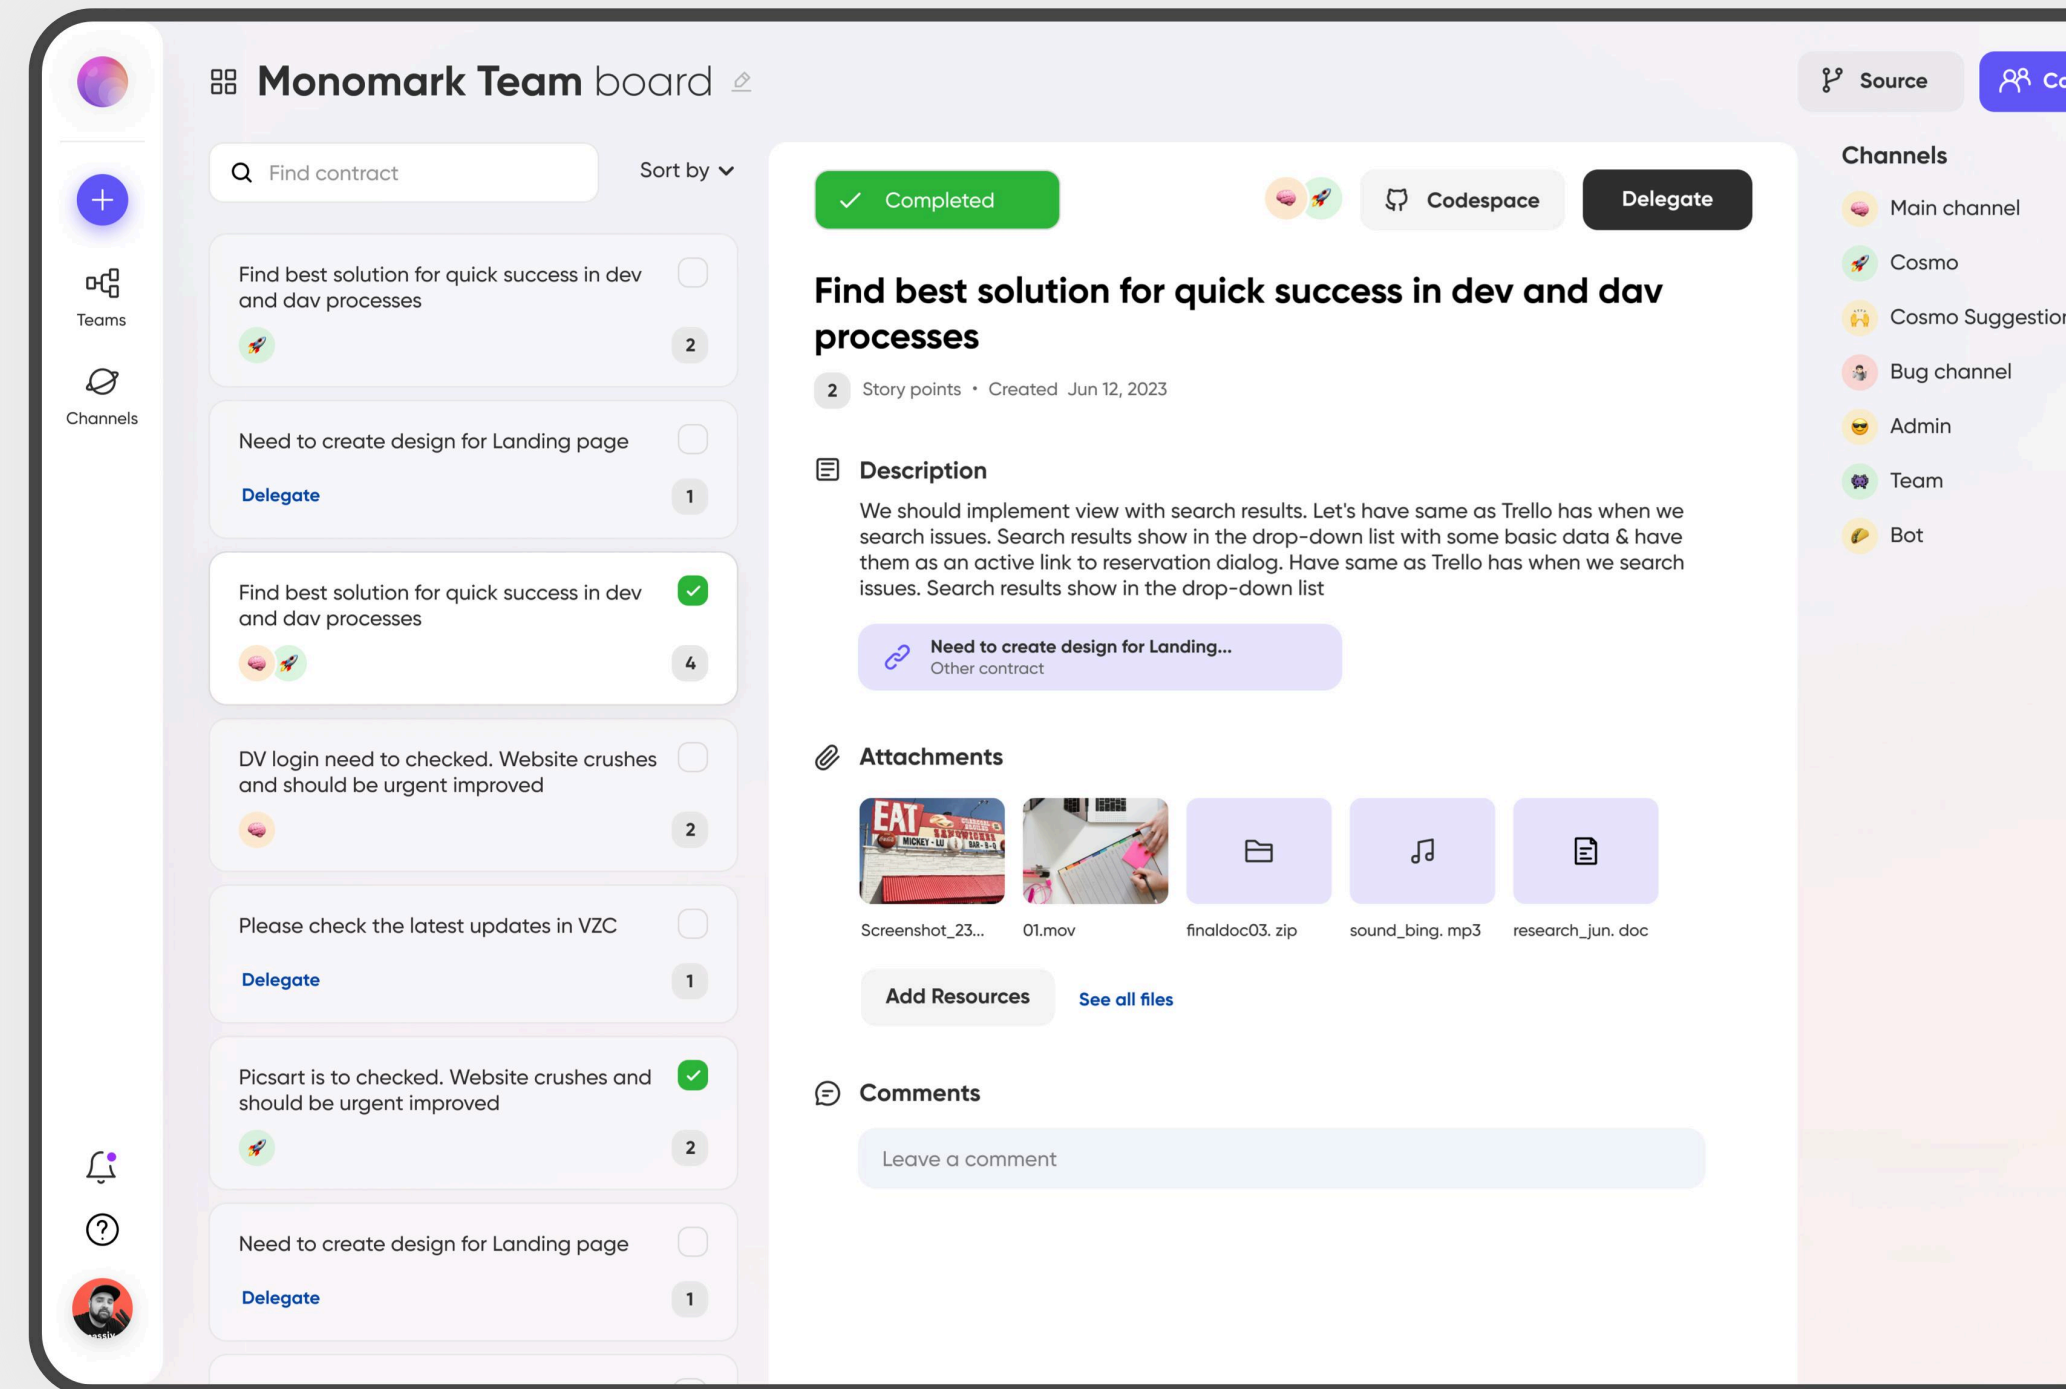 Monomark Team board
Source
Teams
Channels
Find contract
Sort by
Find best solution for quick success in dev
and dav processes
2
Need to create design for Landing page
Delegate
1
Find best solution for quick success in dev
and dav processes
4
DV login need to checked. Website crushes
and should be urgent improved
2
Please check the latest updates in VZC
Delegate
1
Picsart is to checked. Website crushes and
should be urgent improved
2
Need to create design for Landing page
Delegate
1
Completed
Codespace
Delegate
Find best solution for quick success in dev and dav
processes
2 Story points • Created Jun 12, 2023
Description
We should implement view with search results. Let's have same as Trello has when we
search issues. Search results show in the drop-down list with some basic data & have
them as an active link to reservation dialog. Have same as Trello has when we search
issues. Search results show in the drop-down list
Need to create design for Landing...
Other contract
Attachments
EAT
SANDWICHES
MICKEY-LU BAR-B-Q
Screenshot_23...
01.mov
finaldoc03. zip
sound_bing. mp3
research_jun. doc
Add Resources
See all files
Comments
Leave a comment
Channels
Main channel
Cosmo
Cosmo Suggestion
Bug channel
Admin
Team
Bot